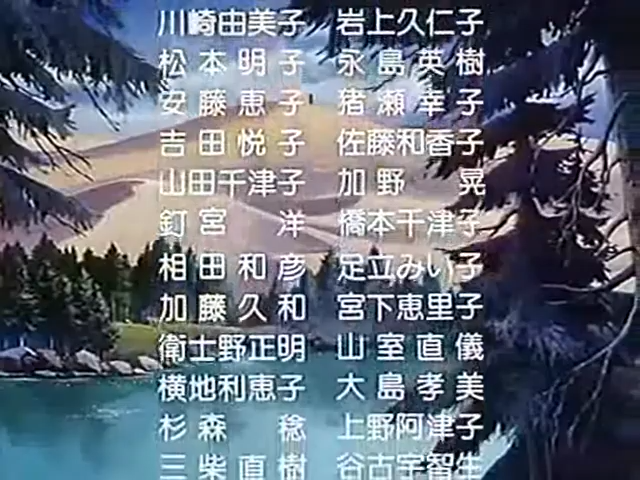 川崎由美子 岩上久仁子
松本明子 永島英樹
安藤恵子 猪瀬幸子
吉田悦子 佐藤和香子
山田千津子 加野晃
釘宮洋 橋本千津子
相田和彦 足立みい子
加藤久和 宮下恵里子
衛士野正明 山室直儀
横地利恵子 大島孝美
杉森稔 上野阿津子
三柴直樹 谷古宇智生